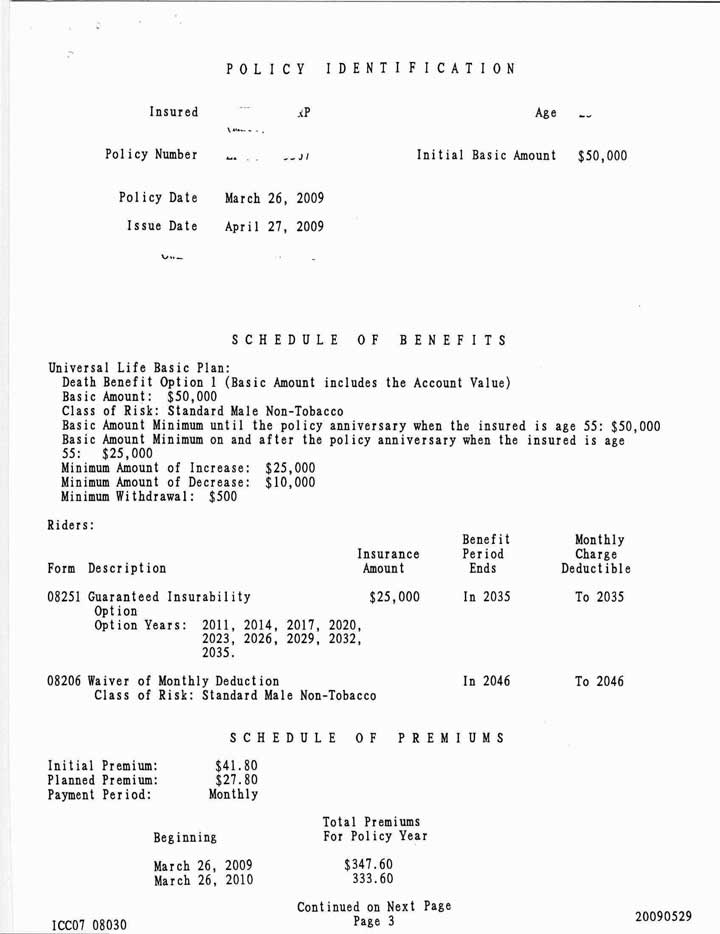 POLICY IDENTIFICATION
Insured
Age
Policy Number
Initial Basic Amount $50,000
Policy Date March 26, 2009
Issue Date April 27, 2009
SCHEDULE OF BENEFITS
Universal Life Basic Plan:
Death Benefit Option 1 (Basic Amount includes the Account Value)
Basic Amount: $50,000
Class of Risk: Standard Male Non-Tobacco
Basic Amount Minimum until the policy anniversary when the insured is age 55: $50,000
Basic Amount Minimum on and after the policy anniversary when the insured is age
55: $25,000
Minimum Amount of Increase: $25,000
Minimum Amount of Decrease: $10,000
Minimum Withdrawal: $500
Riders:
Benefit Monthly
Insurance Period Charge
Form Description Amount Ends Deductible
08251 Guaranteed Insurability $25,000 In 2035 To 2035
Option
Option Years: 2011, 2014, 2017, 2020,
2023, 2026, 2029, 2032,
2035.
08206 Waiver of Monthly Deduction In 2046 To 2046
Class of Risk: Standard Male Non-Tobacco
SCHEDULE OF PREMIUMS
Initial Premium: $41.80
Planned Premium: $27.80
Payment Period: Monthly
Total Premiums
Beginning For Policy Year
March 26, 2009 $347.60
March 26, 2010 333.60
Continued on Next Page
Page 3
ICC07 08030 20090529